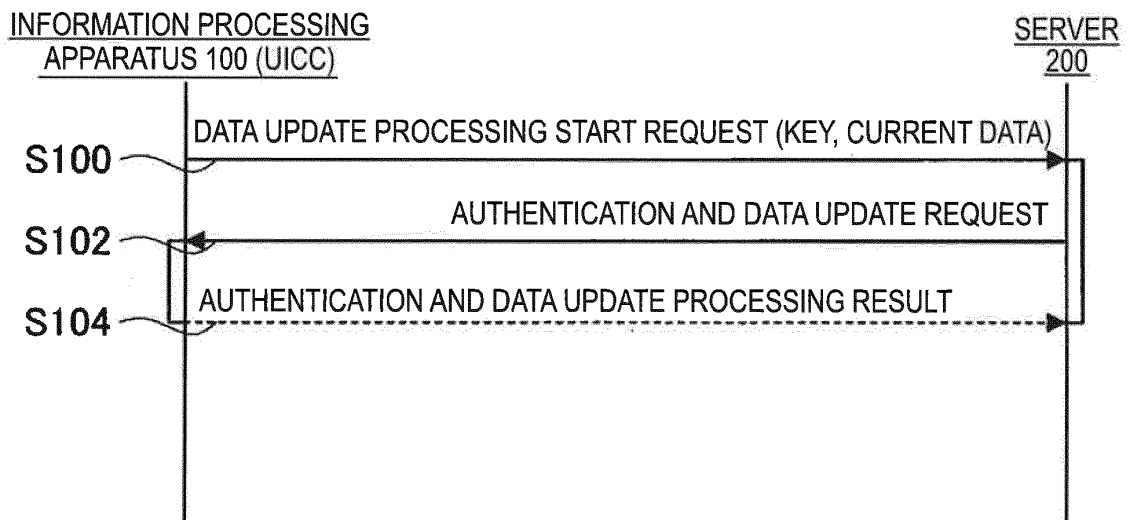 INFORMATION PROCESSING
APPARATUS 100 (UICC)
SERVER
200
DATA UPDATE PROCESSING START REQUEST (KEY, CURRENT DATA)
S100
AUTHENTICATION AND DATA UPDATE REQUEST
S102
AUTHENTICATION AND DATA UPDATE PROCESSING RESULT
S104